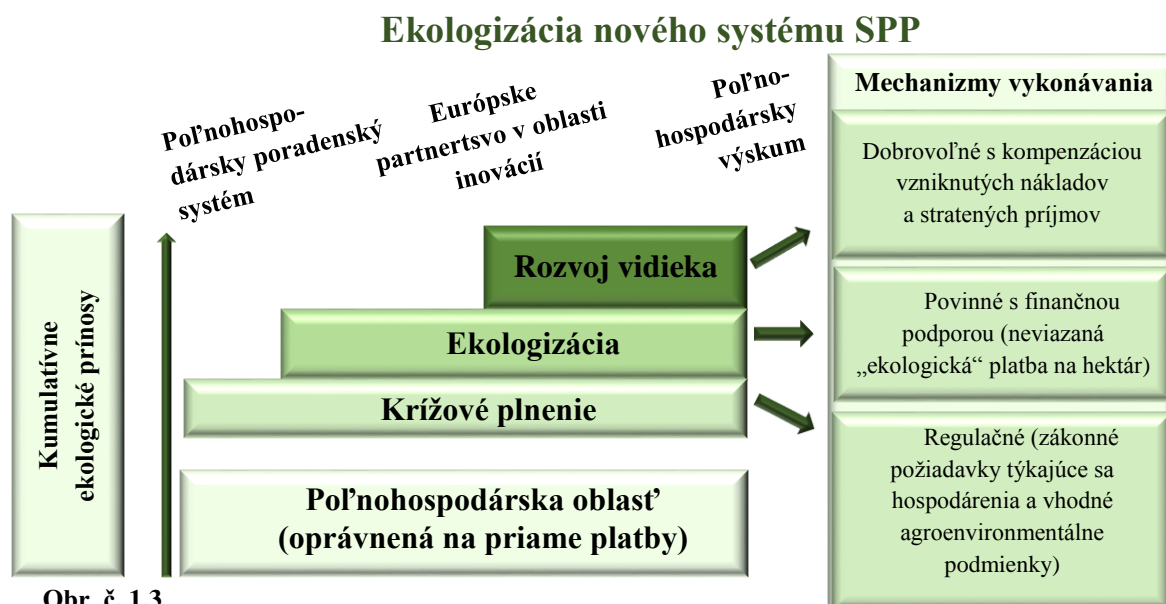 Ekologizácia nového systému SPP
Poľnohospo-
dársky poradenský
systém
Európske
partnertsvo v oblasti
inovácií
Poľno-
hospodársky
výskum
Mechanizmy vykonávania
Dobrovoľné s kompenzáciou
vzniknutých nákladov
a stratených príjmov
Kumulatívne
ekologické prínosy
Rozvoj vidieka
Ekologizácia
Povinné s finančnou
podporou (neviazaná
„ekologická“ platba na hektár)
Krížové plnenie
Regulačné (zákonné
požiadavky týkajúce sa
hospodárenia a vhodné
agroenvironmentálne
podmienky)
Poľnohospodárska oblasť
(oprávnená na priame platby)
Obr. č. 1.3